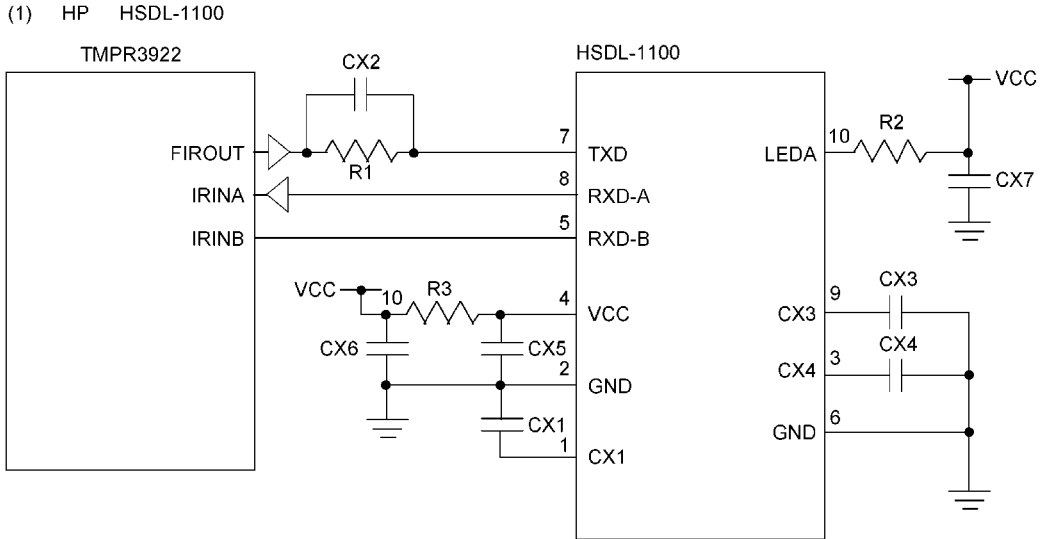 (1) HP HSDL-1100
TMPR3922
HSDL-1100
CX2
VCC
FIROUT
R1
7
TXD
LEDA
10
R2
IRINA
8
RXD-A
CX7
IRINB
5
RXD-B
VCC
10
R3
4
VCC
CX3
9
CX3
CX6
CX5
CX4
3
CX4
2
GND
GND
6
CX1
1
CX1